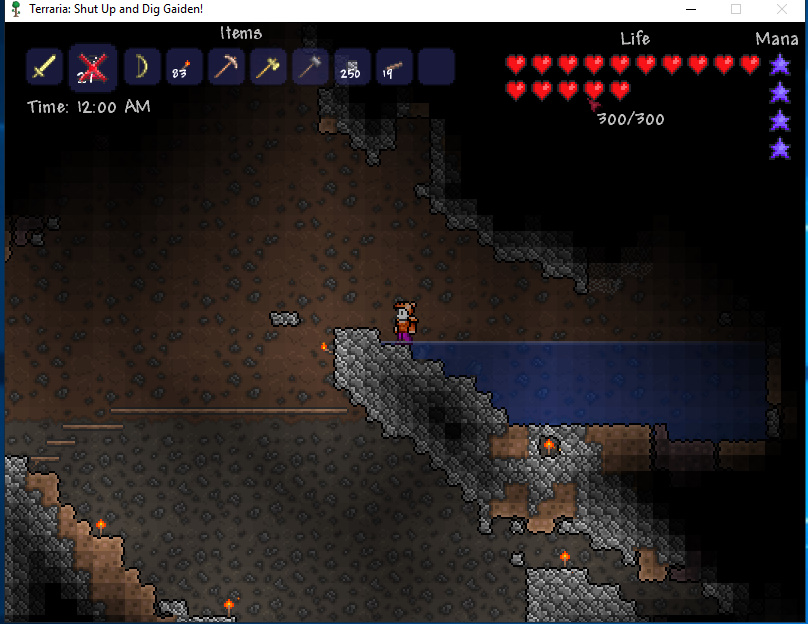 Terraria: Shut Up and Dig Gaiden!
Items
Life
Mana
27
83
250
19
Time: 12:00 AM
300/300